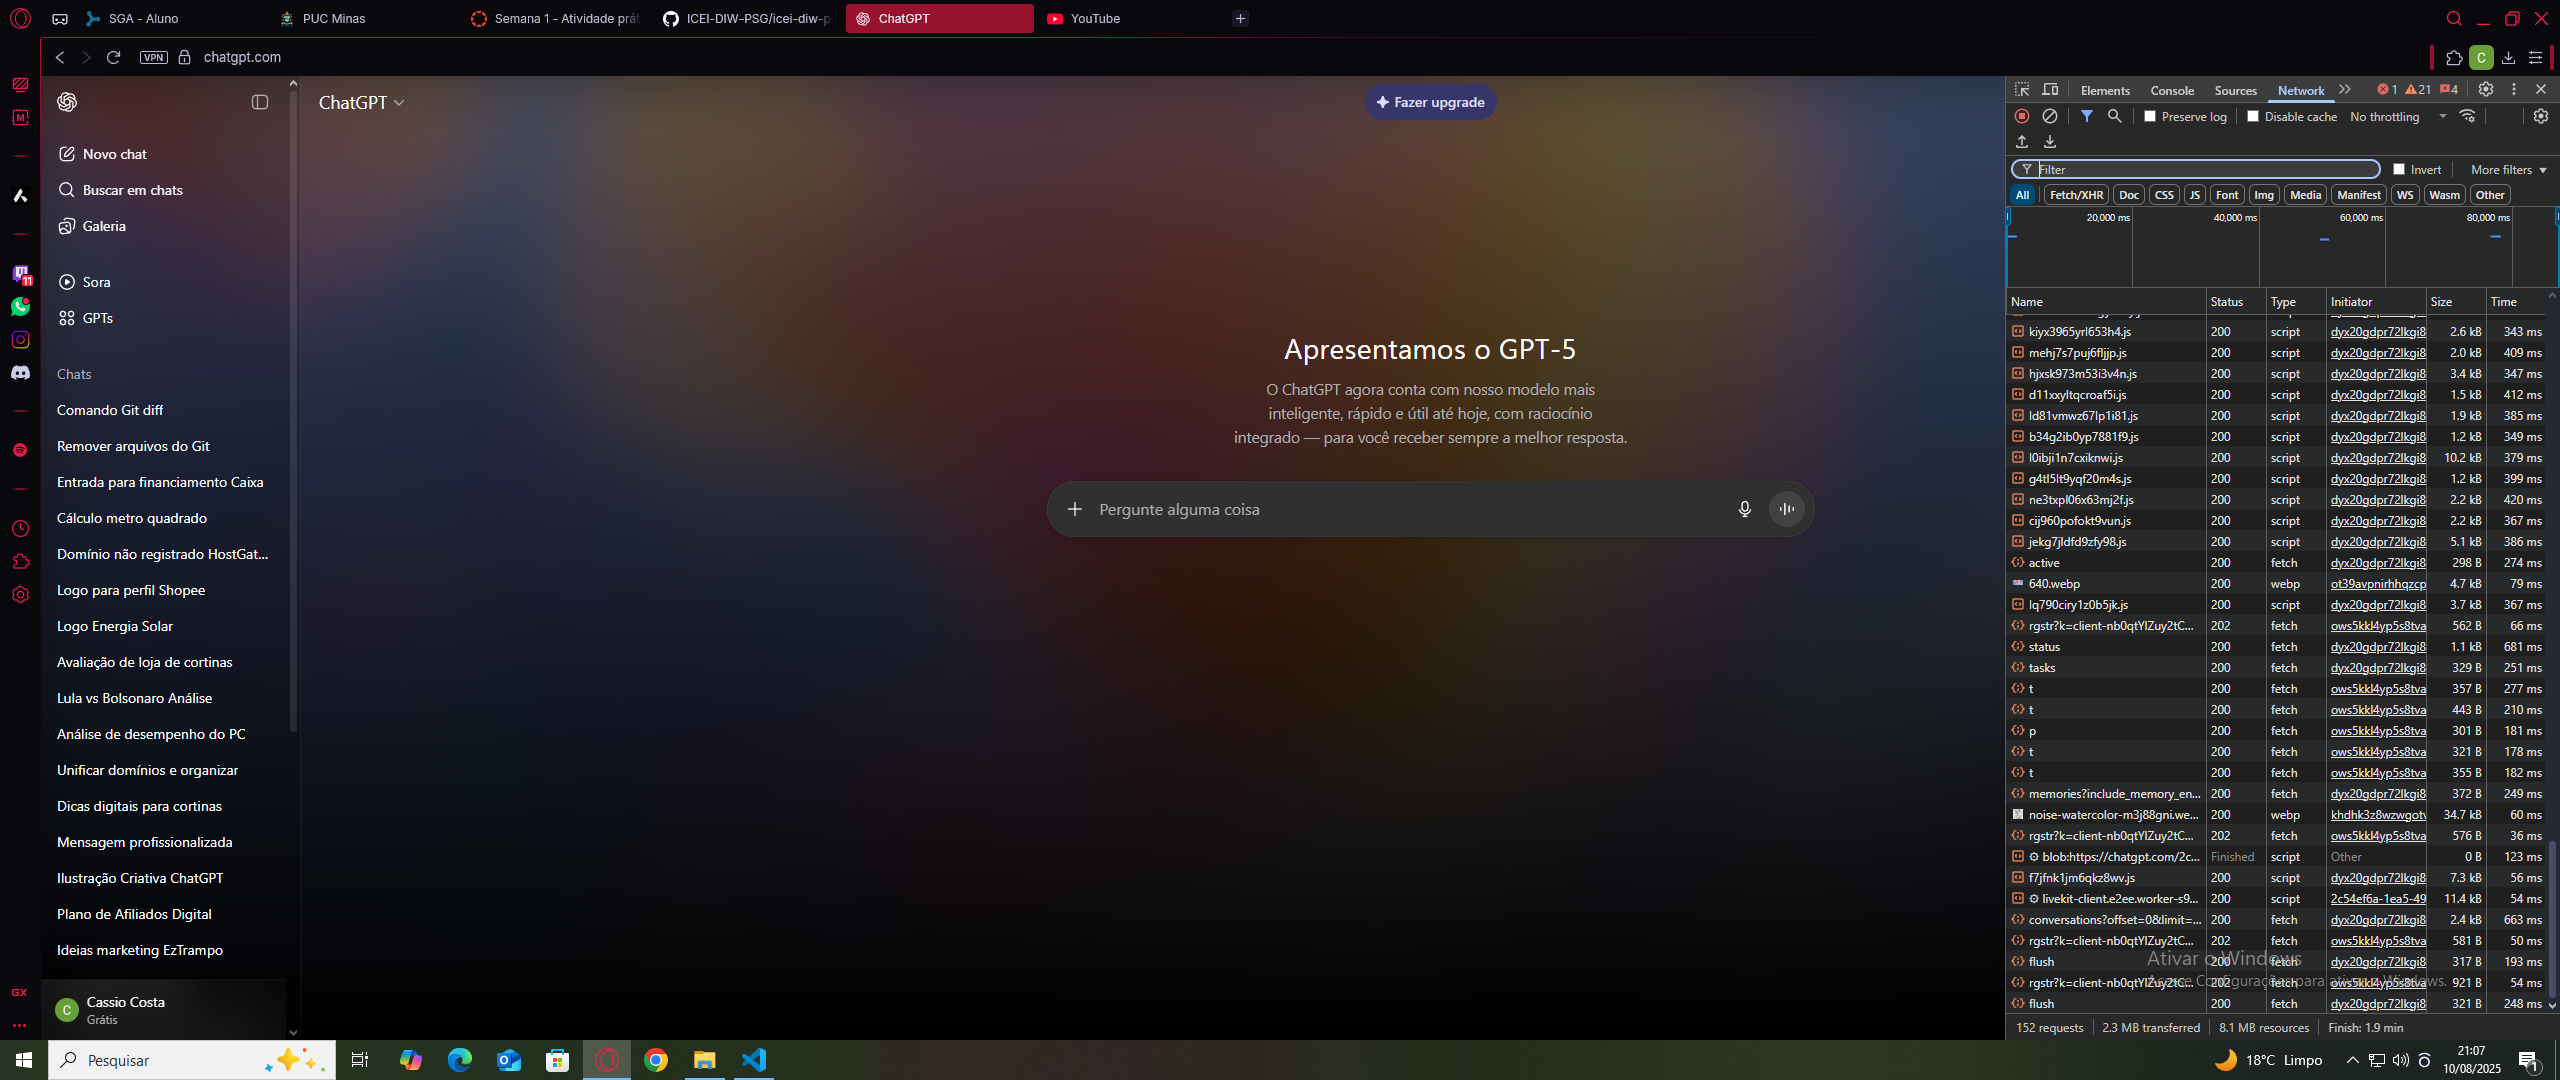 SGA - Aluno
PUC Minas
Semana 1 - Atividade prát
ICEI-DIW-PSG/icei-diw-p
ChatGPT
YouTube
VPN
chatgpt.com
C
ChatGPT
Fazer upgrade
Novo chat
Buscar em chats
Galeria
Sora
GPTs
Chats
Comando Git diff
Remover arquivos do Git
Entrada para financiamento Caixa
Cálculo metro quadrado
Domínio não registrado HostGat...
Logo para perfil Shopee
Logo Energia Solar
Avaliação de loja de cortinas
Lula vs Bolsonaro Análise
Análise de desempenho do PC
Unificar domínios e organizar
Dicas digitais para cortinas
Mensagem profissionalizada
Ilustração Criativa ChatGPT
Plano de Afiliados Digital
Ideias marketing EzTrampo
C
Cassio Costa
Grátis
M
11
GX
Apresentamos o GPT-5
O ChatGPT agora conta com nosso modelo mais
inteligente, rápido e útil até hoje, com raciocínio
integrado — para você receber sempre a melhor resposta.
Pergunte alguma coisa
Elements Console Sources Network 1 21 4
Preserve log Disable cache No throttling
Filter Invert More filters
All Fetch/XHR Doc CSS JS Font Img Media Manifest WS Wasm Other
20,000 ms 40,000 ms 60,000 ms 80,000 ms
Name Status Type Initiator Size Time
kiyx3965yrl653h4.js 200 script dyx20gdpr72lkgi8 2.6 kB 343 ms
mehj7s7puj6fljjp.js 200 script dyx20gdpr72lkgi8 2.0 kB 409 ms
hjxsk973m53i3v4n.js 200 script dyx20gdpr72lkgi8 3.4 kB 347 ms
d11xxyltqcroaf5i.js 200 script dyx20gdpr72lkgi8 1.5 kB 412 ms
ld81vmwz67lp1i81.js 200 script dyx20gdpr72lkgi8 1.9 kB 385 ms
b34g2ib0yp7881f9.js 200 script dyx20gdpr72lkgi8 1.2 kB 349 ms
l0ibji1n7cxiknwi.js 200 script dyx20gdpr72lkgi8 10.2 kB 379 ms
g4tl5lt9yqf20m4s.js 200 script dyx20gdpr72lkgi8 1.2 kB 399 ms
ne3txpl06x63mj2f.js 200 script dyx20gdpr72lkgi8 2.2 kB 420 ms
cij960pofokt9vun.js 200 script dyx20gdpr72lkgi8 2.2 kB 367 ms
jekg7jldfd9zfy98.js 200 script dyx20gdpr72lkgi8 5.1 kB 386 ms
active 200 fetch dyx20gdpr72lkgi8 298 B 274 ms
640.webp 200 webp ot39avpnirhhqzcp 4.7 kB 79 ms
lq790ciry1z0b5jk.js 200 script dyx20gdpr72lkgi8 3.7 kB 367 ms
rgstr?k=client-nb0qtYlZuy2tC... 202 fetch ows5kkl4yp5s8tva 562 B 66 ms
status 200 fetch dyx20gdpr72lkgi8 1.1 kB 681 ms
tasks 200 fetch dyx20gdpr72lkgi8 329 B 251 ms
t 200 fetch ows5kkl4yp5s8tva 357 B 277 ms
t 200 fetch ows5kkl4yp5s8tva 443 B 210 ms
p 200 fetch ows5kkl4yp5s8tva 301 B 181 ms
t 200 fetch ows5kkl4yp5s8tva 321 B 178 ms
t 200 fetch ows5kkl4yp5s8tva 355 B 182 ms
memories?include_memory_en... 200 fetch dyx20gdpr72lkgi8 372 B 249 ms
noise-watercolor-m3j88gni.we... 200 webp khdhk3z8wzwgotv 34.7 kB 60 ms
rgstr?k=client-nb0qtYlZuy2tC... 202 fetch ows5kkl4yp5s8tva 576 B 36 ms
blob:https://chatgpt.com/2c... Finished script Other 0 B 123 ms
f7jfnk1jm6qkz8wv.js 200 script dyx20gdpr72lkgi8 7.3 kB 56 ms
livekit-client.e2ee.worker-s9... 200 script 2c54ef6a-1ea5-49 11.4 kB 54 ms
conversations?offset=0&limit=... 200 fetch dyx20gdpr72lkgi8 2.4 kB 663 ms
rgstr?k=client-nb0qtYlZuy2tC... 202 fetch ows5kkl4yp5s8tva 581 B 50 ms
flush 200 fetch dyx20gdpr72lkgi8 317 B 193 ms
rgstr?k=client-nb0qtYlZuy2tC... 202 fetch ows5kkl4yp5s8tva 921 B 54 ms
flush 200 fetch dyx20gdpr72lkgi8 321 B 248 ms
Ativar o Windows
Acesse Configurações para ativar o Windows.
152 requests 2.3 MB transferred 8.1 MB resources Finish: 1.9 min
Pesquisar
18°C Limpo
21:07
10/08/2025
1